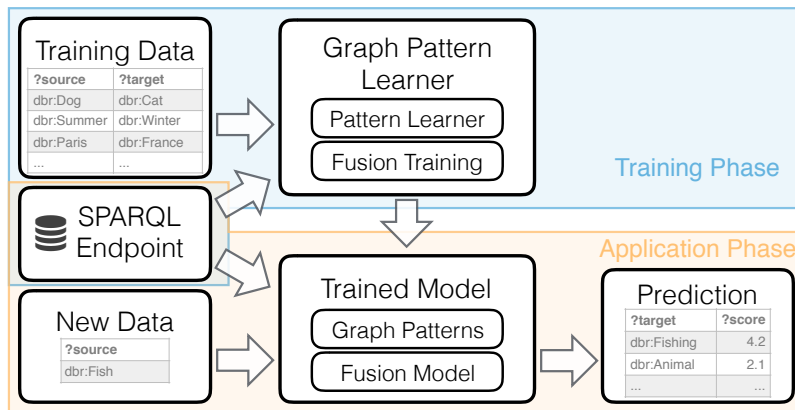 Training Data
?source ?target
dbr:Dog dbr:Cat
dbr:Summer dbr:Winter
dbr:Paris dbr:France
... ...
Graph Pattern
Learner
Pattern Learner
Fusion Training
Training Phase
SPARQL
Endpoint
Application Phase
New Data
?source
dbr:Fish
Trained Model
Graph Patterns
Fusion Model
Prediction
?target ?score
dbr:Fishing 4.2
dbr:Animal 2.1
... ...